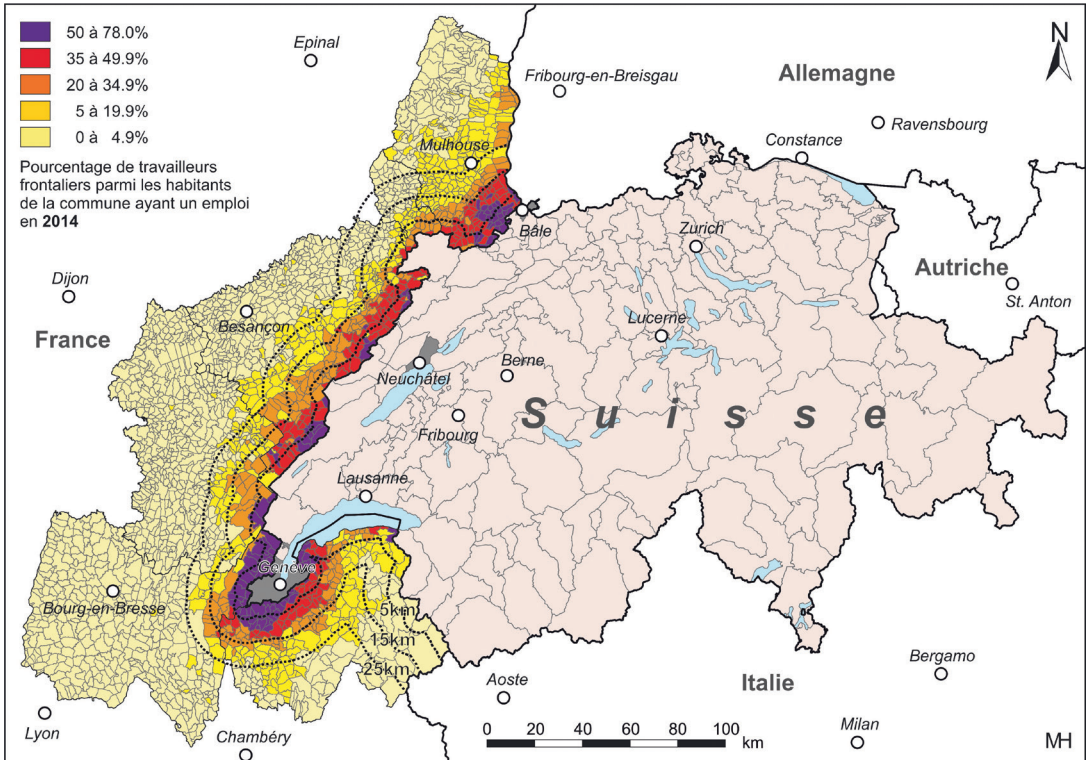 50 à 78.0%
35 à 49.9%
20 à 34.9%
5 à 19.9%
0 à 4.9%
Pourcentage de travailleurs
frontaliers parmi les habitants
de la commune ayant un emploi
en 2014
Epinal
Fribourg-en-Breisgau
Allemagne
N
Ravensbourg
Constance
Mulhouse
Bâle
Zurich
Autriche
St. Anton
Dijon
France
Besançon
Lucerne
Neuchâtel
Berne
Suisse
Fribourg
Lausanne
Genève
Bourg-en-Bresse
5km
15km
25km
Aoste
Italie
Bergamo
Lyon
Chambéry
0 20 40 60 80 100
km
Milan
MH